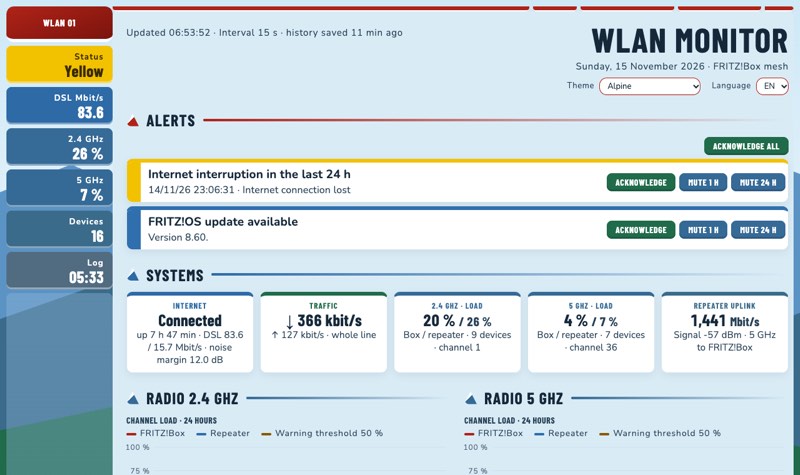 WLAN 01
Status
Yellow
DSL Mbit/s
83.6
2.4 GHz
26 %
5 GHz
7 %
Devices
16
Log
05:33
Updated 06:53:52 · Interval 15 s · history saved 11 min ago
WLAN MONITOR
Sunday, 15 November 2026 · FRITZ!Box mesh
Theme Alpine Language EN
ALERTS
ACKNOWLEDGE ALL
Internet interruption in the last 24 h
14/11/26 23:06:31 · Internet connection lost
ACKNOWLEDGE MUTE 1 H MUTE 24 H
FRITZ!OS update available
Version 8.60.
ACKNOWLEDGE MUTE 1 H MUTE 24 H
SYSTEMS
INTERNET
Connected
up 7 h 47 min · DSL 83.6
/ 15.7 Mbit/s · noise
margin 12.0 dB
TRAFFIC
↓ 366 kbit/s
↑ 127 kbit/s · whole line
2.4 GHZ · LOAD
20 % / 26 %
Box / repeater · 9 devices
· channel 1
5 GHZ · LOAD
4 % / 7 %
Box / repeater · 7 devices
· channel 36
REPEATER UPLINK
1,441 Mbit/s
Signal -57 dBm · 5 GHz
to FRITZ!Box
RADIO 2.4 GHZ
CHANNEL LOAD · 24 HOURS
FRITZ!Box Repeater Warning threshold 50 %
100 %
75 %
RADIO 5 GHZ
CHANNEL LOAD · 24 HOURS
FRITZ!Box Repeater Warning threshold 50 %
100 %
75 %